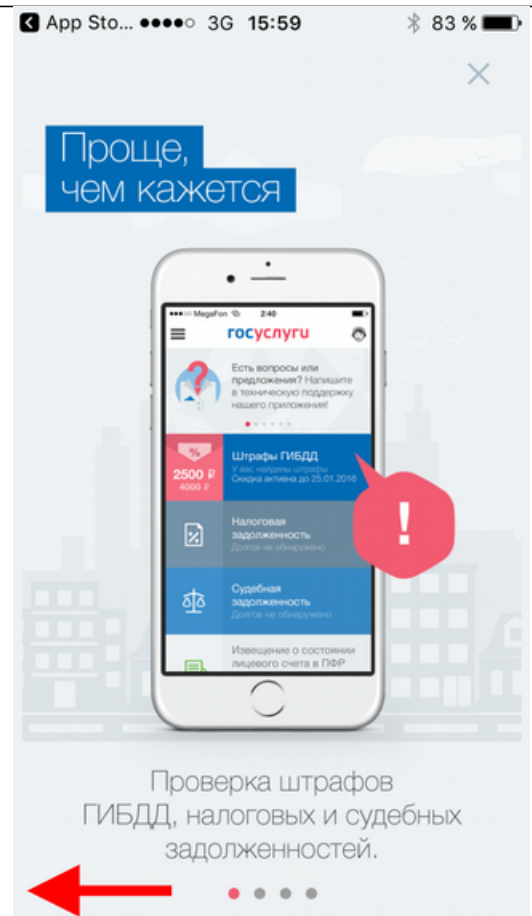 App Sto... 3G 15:59 83 %
Проще,
чем кажется
MegaFon 2:40
госуслуги
?
Есть вопросы или
предложения? Напишите
в техническую поддержку
нашего приложения!
%
2500 ₽
4000 ₽
Штрафы ГИБДД
У вас найдены штрафы
Скидка активна до 25.01.2016
!
%
Налоговая
задолженность
Долгов не обнаружено
Судебная
задолженность
Долгов не обнаружено
Извещение о состоянии
лицевого счета в ПФР
Проверка штрафов
ГИБДД, налоговых и судебных
задолженностей.